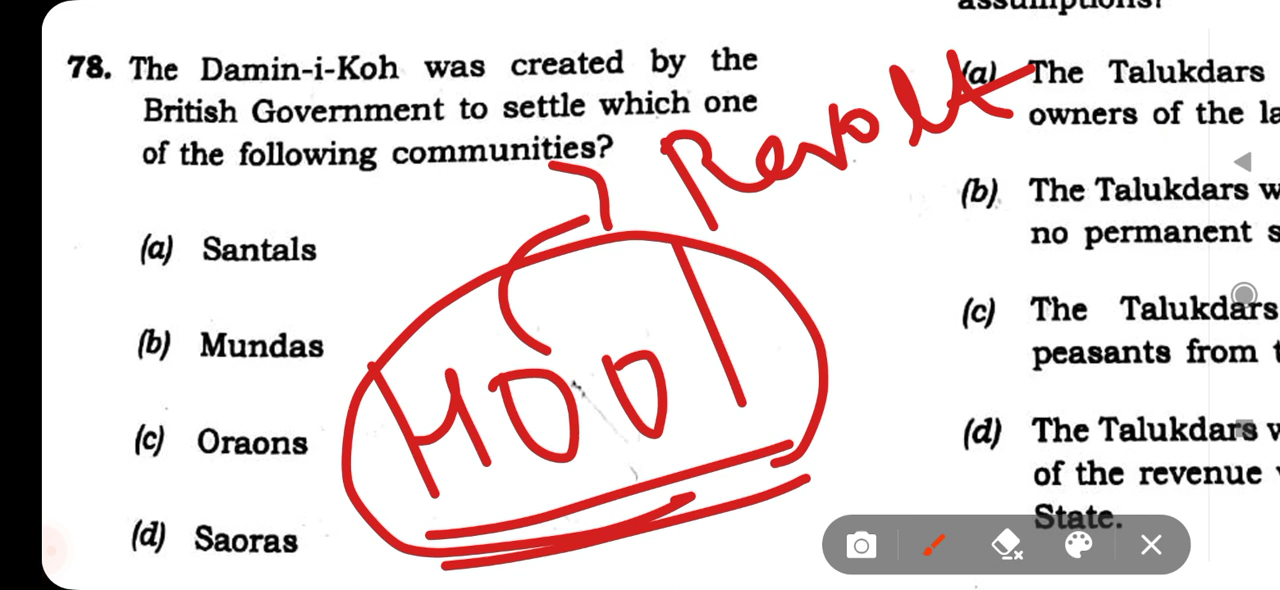 78. The Damin-i-Koh was created by the
British Government to settle which one
of the following communities?
(a) Santals
(b) Mundas
(c) Oraons
(d) Saoras
Revolt
Hool
assumptions?
(a) The Talukdars
owners of the la
(b) The Talukdars w
no permanent s
(c) The Talukdars
peasants from t
(d) The Talukdars w
of the revenue
State.